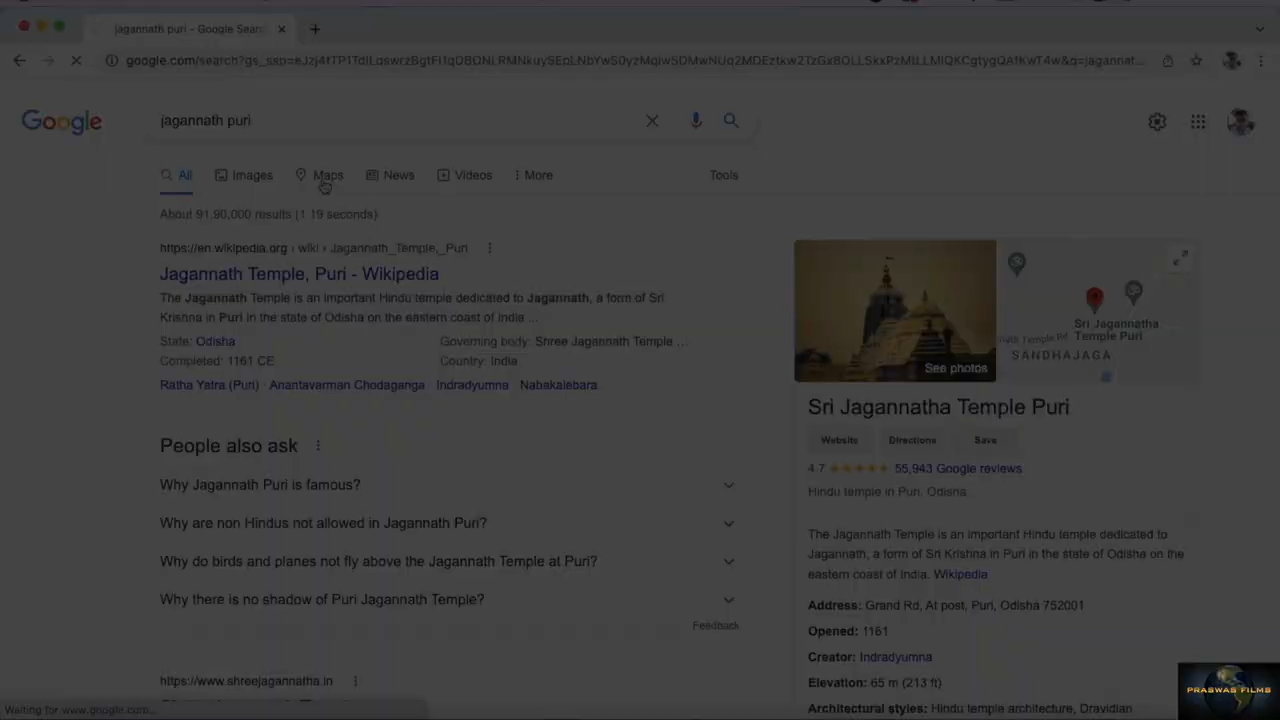 jagannath puri - Google Searc
Google
jagannath puri
All
Images
Maps
News
Videos
More
Tools
About 91,90,000 results (1.19 seconds)
https://en.wikipedia.org › wiki › Jagannath_Temple,_Puri
Jagannath Temple, Puri - Wikipedia
The Jagannath Temple is an important Hindu temple dedicated to Jagannath, a form of Sri
Krishna in Puri in the state of Odisha on the eastern coast of India ...
State: Odisha
Governing body: Shree Jagannath Temple ...
Completed: 1161 CE
Country: India
Ratha Yatra (Puri) Anantavarman Chodaganga Indradyumna Nabakalebara
People also ask
Why Jagannath Puri is famous?
Why are non Hindus not allowed in Jagannath Puri?
Why do birds and planes not fly above the Jagannath Temple at Puri?
Why there is no shadow of Puri Jagannath Temple?
Feedback
https://www.shreejagannatha.in
See photos
Sri Jagannatha
Temple Puri
SANDHAJAGA
Sri Jagannatha Temple Puri
Website
Directions
Save
4.7
55,943 Google reviews
Hindu temple in Puri, Odisha
The Jagannath Temple is an important Hindu temple dedicated to
Jagannath, a form of Sri Krishna in Puri in the state of Odisha on the
eastern coast of India. Wikipedia
Address: Grand Rd, At post, Puri, Odisha 752001
Opened: 1161
Creator: Indradyumna
Elevation: 65 m (213 ft)
Architectural styles: Hindu temple architecture, Dravidian
Waiting for www.google.com...
PRASWAS FILMS